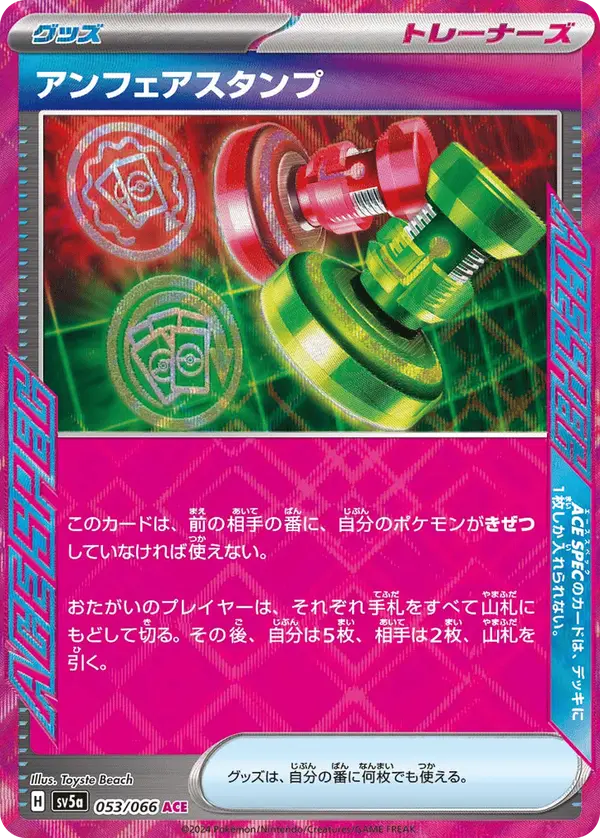 グッズ
トレーナーズ
アンフェアスタンプ
ACE SPEC
ACE SPEC
このカードは、前の相手の番に、自分のポケモンがきぜつ
していなければ使えない。
おたがいのプレイヤーは、それぞれ手札をすべて山札に
もどして切る。その後、自分は5枚、相手は2枚、山札を
引く。
ACE SPECのカードは、デッキに
1枚しか入れられない。
グッズは、自分の番に何枚でも使える。
Illus. Toyste Beach
H sv5a 053/066 ACE
©2024 Pokémon/Nintendo/Creatures/GAME FREAK